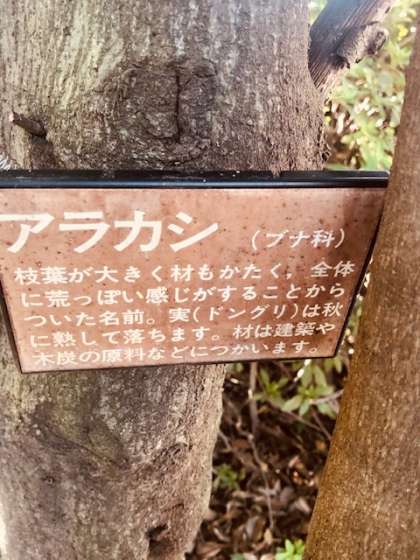 アラカシ (ブナ科)
枝葉が大きく材もかたく，全体
に荒っぽい感じがすることから
ついた名前。実(ドングリ)は秋
に熟して落ちます。材は建築や
木炭の原料などにつかいます。